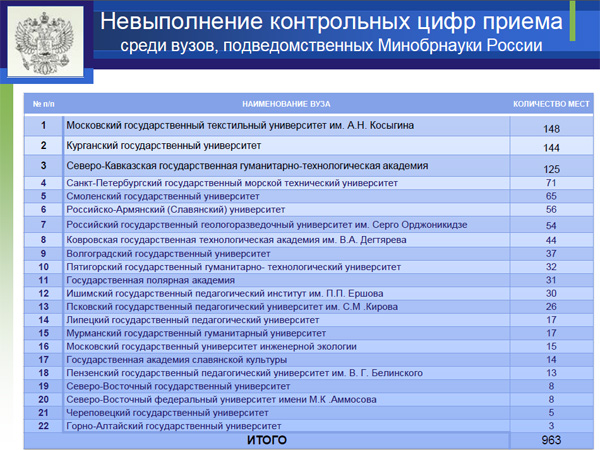 Невыполнение контрольных цифр приема
среди вузов, подведомственных Минобрнауки России
№ п/п НАИМЕНОВАНИЕ ВУЗА КОЛИЧЕСТВО МЕСТ
1 Московский государственный текстильный университет им. А.Н. Косыгина 148
2 Курганский государственный университет 144
3 Северо-Кавказская государственная гуманитарно-технологическая академия 125
4 Санкт-Петербургский государственный морской технический университет 71
5 Смоленский государственный университет 65
6 Российско-Армянский (Славянский) университет 56
7 Российский государственный геологоразведочный университет им. Серго Орджоникидзе 54
8 Ковровская государственная технологическая академия им. В.А. Дегтярева 44
9 Волгоградский государственный университет 37
10 Пятигорский государственный гуманитарно- технологический университет 32
11 Государственная полярная академия 31
12 Ишимский государственный педагогический институт им. П.П. Ершова 30
13 Псковский государственный педагогический университет им. С.М .Кирова 26
14 Липецкий государственный педагогический университет 17
15 Мурманский государственный гуманитарный университет 17
16 Московский государственный университет инженерной экологии 15
17 Государственная академия славянской культуры 14
18 Пензенский государственный педагогический университет им. В. Г. Белинского 13
19 Северо-Восточный государственный университет 8
20 Северо-Восточный федеральный университет имени М.К .Аммосова 8
21 Череповецкий государственный университет 5
22 Горно-Алтайский государственный университет 3
ИТОГО 963